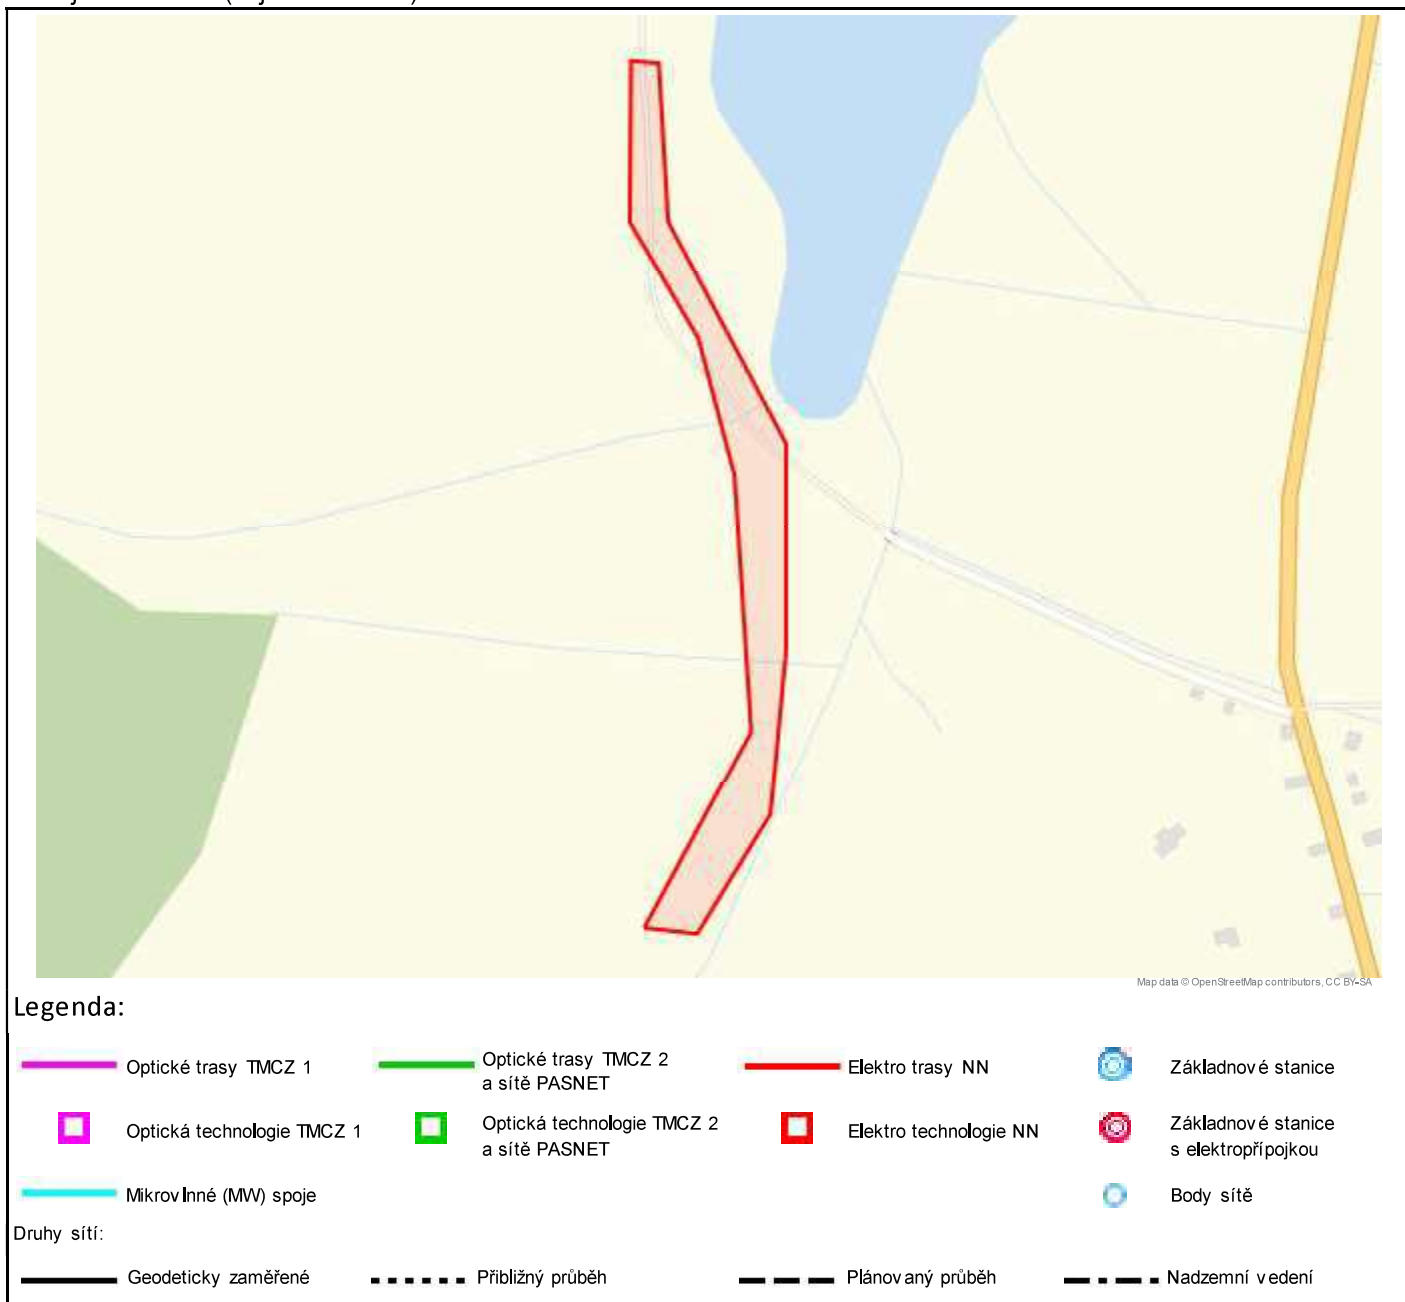 Map data © OpenStreetMap contributors, CC BY-SA
Legenda:
Optické trasy TMCZ 1
Optické trasy TMCZ 2
a sítě PASNET
Elektro trasy NN
Základnové stanice
Optická technologie TMCZ 1
Optická technologie TMCZ 2
a sítě PASNET
Elektro technologie NN
Základnové stanice
s elektropřípojkou
Mikrovlnné (MW) spoje
Body sítě
Druhy sítí:
Geodeticky zaměřené
Přibližný průběh
Plánovaný průběh
Nadzemní vedení